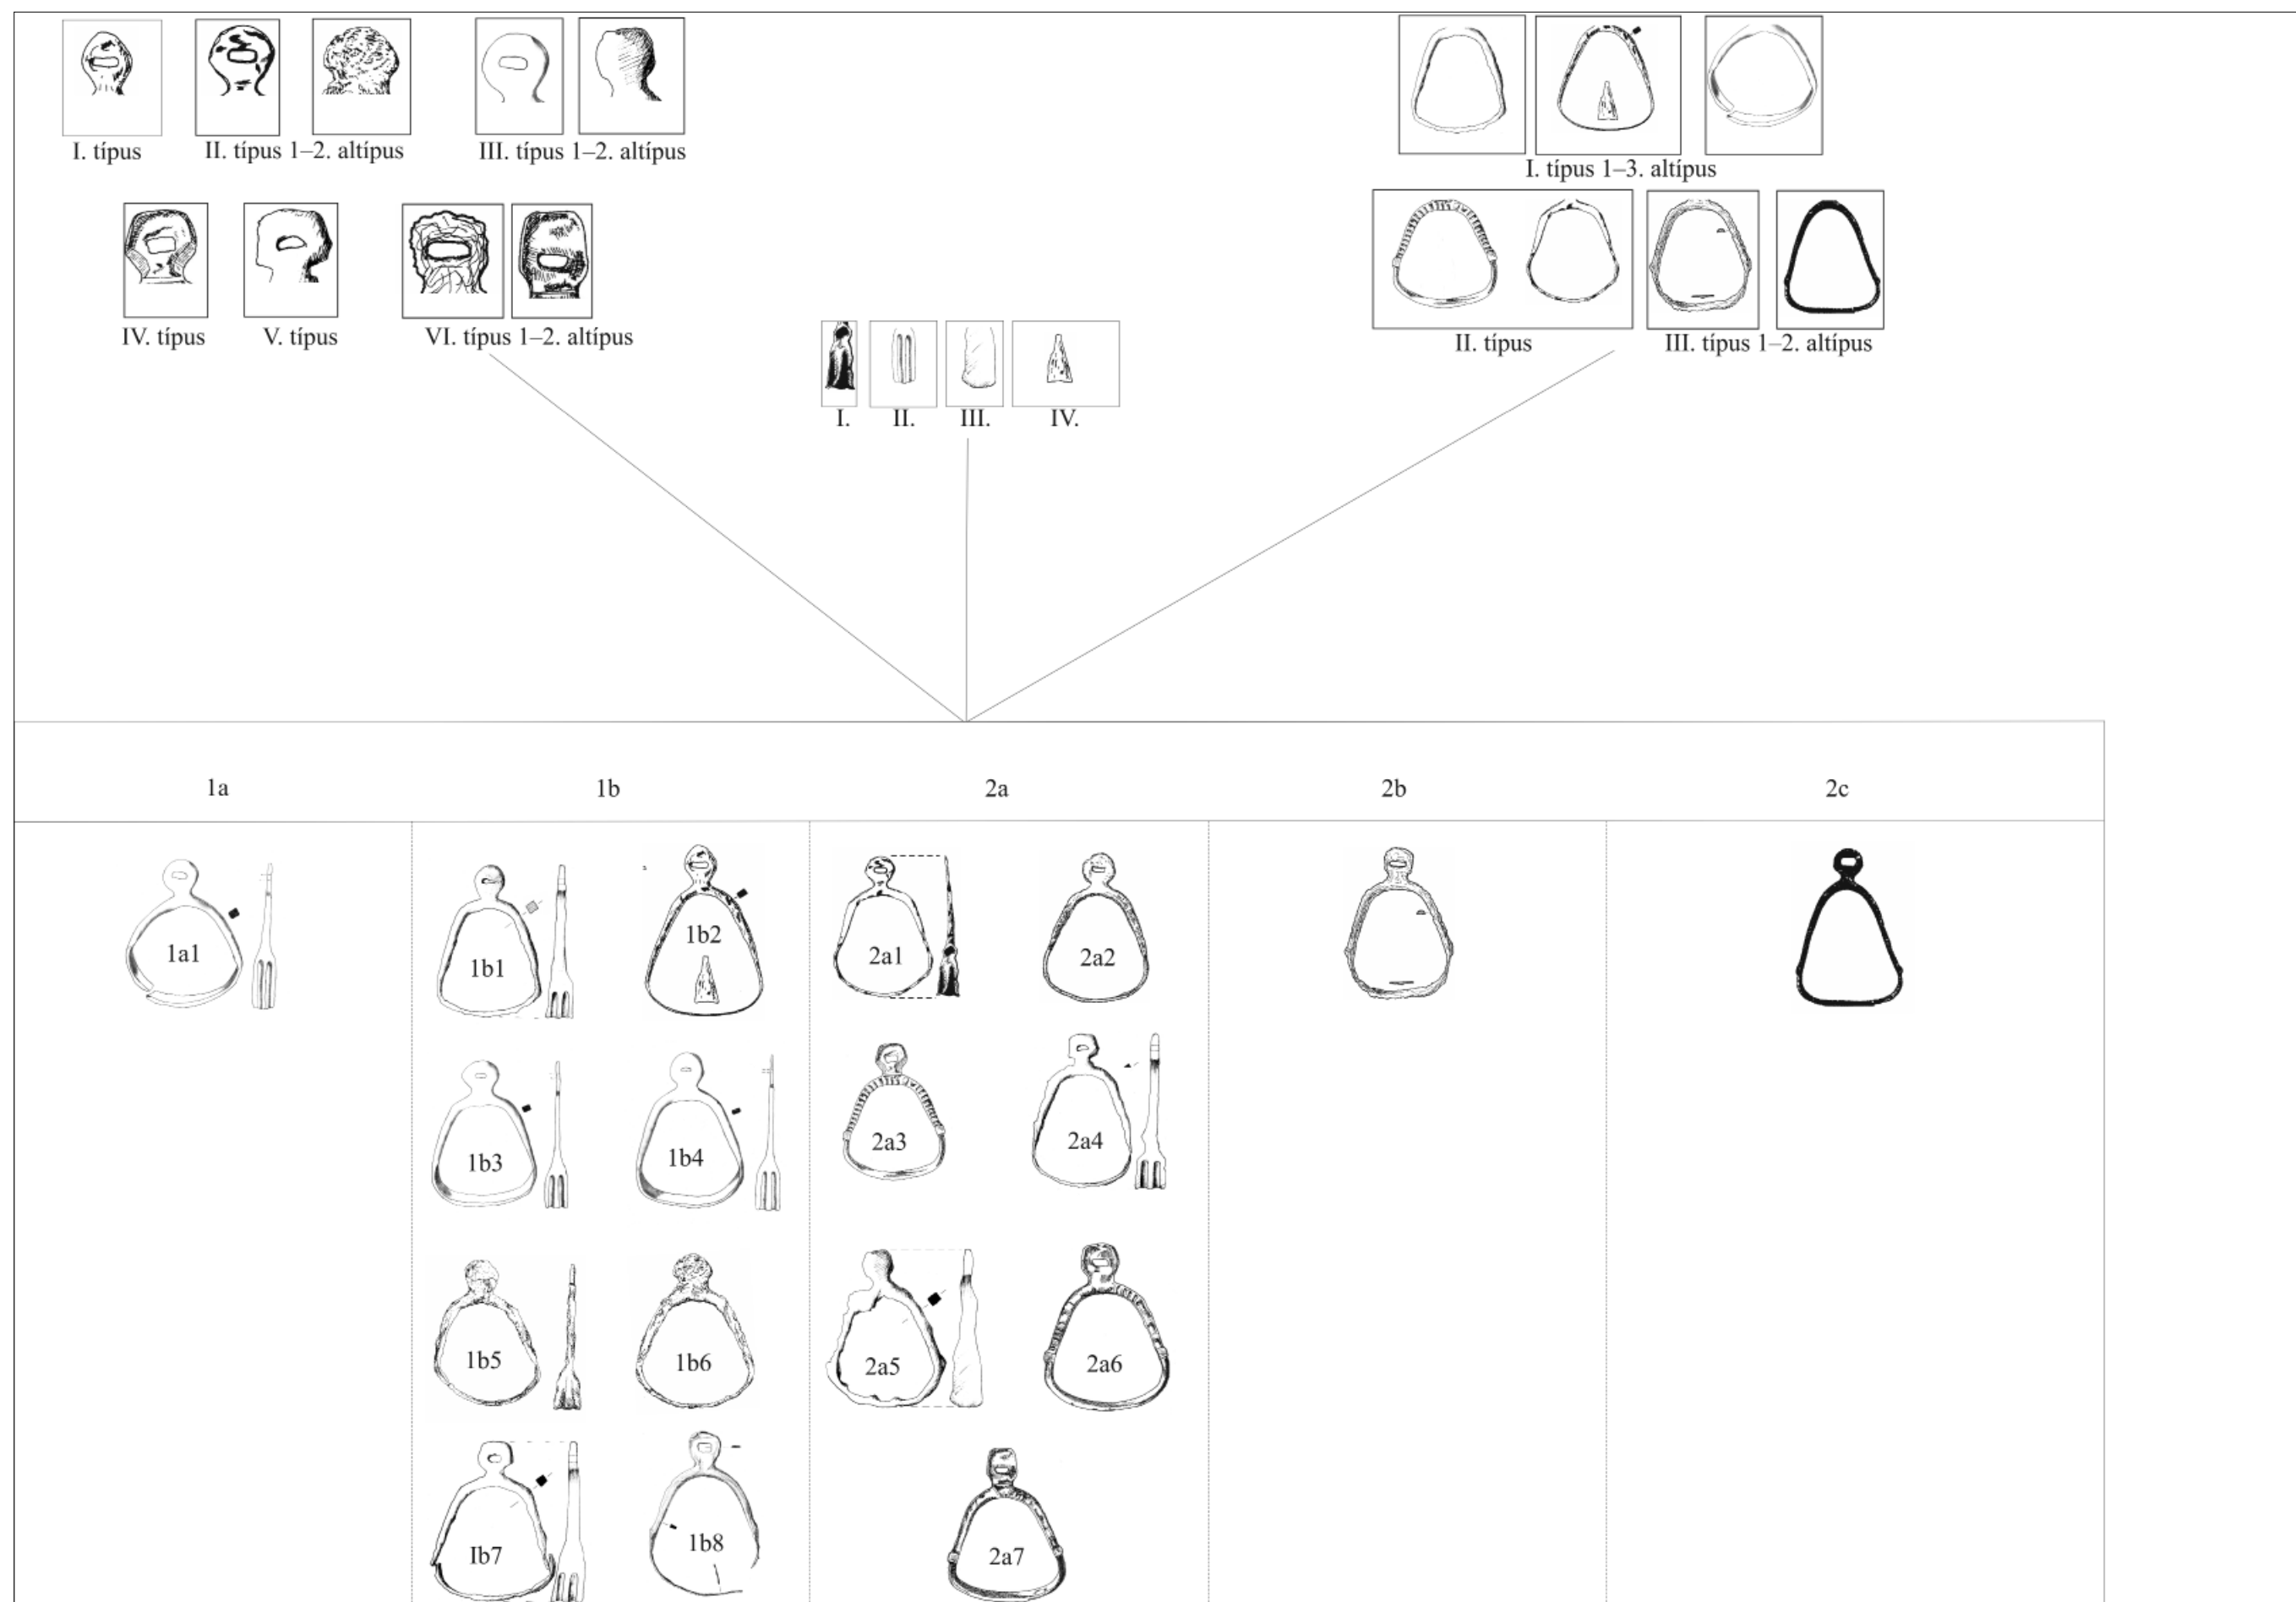 I. típus
II. típus 1–2. altípus
III. típus 1–2. altípus
I. típus 1–3. altípus
IV. típus
V. típus
VI. típus 1–2. altípus
II. típus
III. típus 1–2. altípus
I.
II.
III.
IV.
1a
1b
2a
2b
2c
1a1
1b1
1b2
2a1
2a2
1b3
1b4
2a3
2a4
1b5
1b6
2a5
2a6
Ib7
1b8
2a7